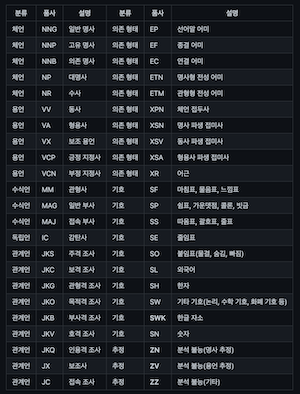 분류 품사 설명 분류 품사 설명
체언 NNG 일반 명사 의존 형태 EP 선어말 어미
체언 NNP 고유 명사 의존 형태 EF 종결 어미
체언 NNB 의존 명사 의존 형태 EC 연결 어미
체언 NP 대명사 의존 형태 ETN 명사형 전성 어미
체언 NR 수사 의존 형태 ETM 관형형 전성 어미
용언 VV 동사 의존 형태 XPN 체언 접두사
용언 VA 형용사 의존 형태 XSN 명사 파생 접미사
용언 VX 보조 용언 의존 형태 XSV 동사 파생 접미사
용언 VCP 긍정 지정사 의존 형태 XSA 형용사 파생 접미사
용언 VCN 부정 지정사 의존 형태 XR 어근
수식언 MM 관형사 기호 SF 마침표, 물음표, 느낌표
수식언 MAG 일반 부사 기호 SP 쉼표, 가운뎃점, 콜론, 빗금
수식언 MAJ 접속 부사 기호 SS 따옴표, 괄호표, 줄표
독립언 IC 감탄사 기호 SE 줄임표
관계언 JKS 주격 조사 기호 SO 붙임표(물결, 숨김, 빠짐)
관계언 JKC 보격 조사 기호 SL 외국어
관계언 JKG 관형격 조사 기호 SH 한자
관계언 JKO 목적격 조사 기호 SW 기타 기호(논리, 수학 기호, 화폐 기호 등)
관계언 JKB 부사격 조사 기호 SWK 한글 자소
관계언 JKV 호격 조사 기호 SN 숫자
관계언 JKQ 인용격 조사 추정 ZN 분석 불능(명사 추정)
관계언 JX 보조사 추정 ZV 분석 불능(용언 추정)
관계언 JC 접속 조사 추정 ZZ 분석 불능(기타)